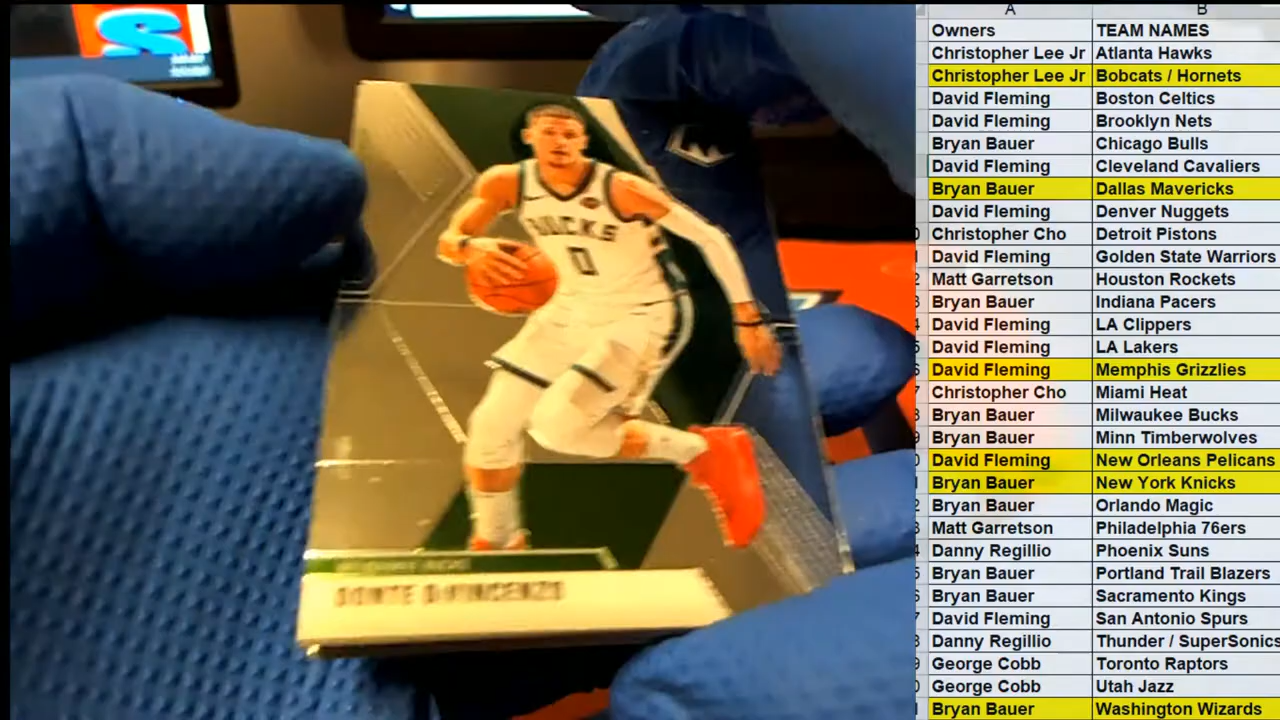 S
BUCKS
0
DONTE DIVINCENZO
A B
Owners TEAM NAMES
Christopher Lee Jr Atlanta Hawks
Christopher Lee Jr Bobcats / Hornets
David Fleming Boston Celtics
David Fleming Brooklyn Nets
Bryan Bauer Chicago Bulls
David Fleming Cleveland Cavaliers
Bryan Bauer Dallas Mavericks
David Fleming Denver Nuggets
Christopher Cho Detroit Pistons
David Fleming Golden State Warriors
Matt Garretson Houston Rockets
Bryan Bauer Indiana Pacers
David Fleming LA Clippers
David Fleming LA Lakers
David Fleming Memphis Grizzlies
Christopher Cho Miami Heat
Bryan Bauer Milwaukee Bucks
Bryan Bauer Minn Timberwolves
David Fleming New Orleans Pelicans
Bryan Bauer New York Knicks
Bryan Bauer Orlando Magic
Matt Garretson Philadelphia 76ers
Danny Regillio Phoenix Suns
Bryan Bauer Portland Trail Blazers
Bryan Bauer Sacramento Kings
David Fleming San Antonio Spurs
Danny Regillio Thunder / SuperSonics
George Cobb Toronto Raptors
George Cobb Utah Jazz
Bryan Bauer Washington Wizards